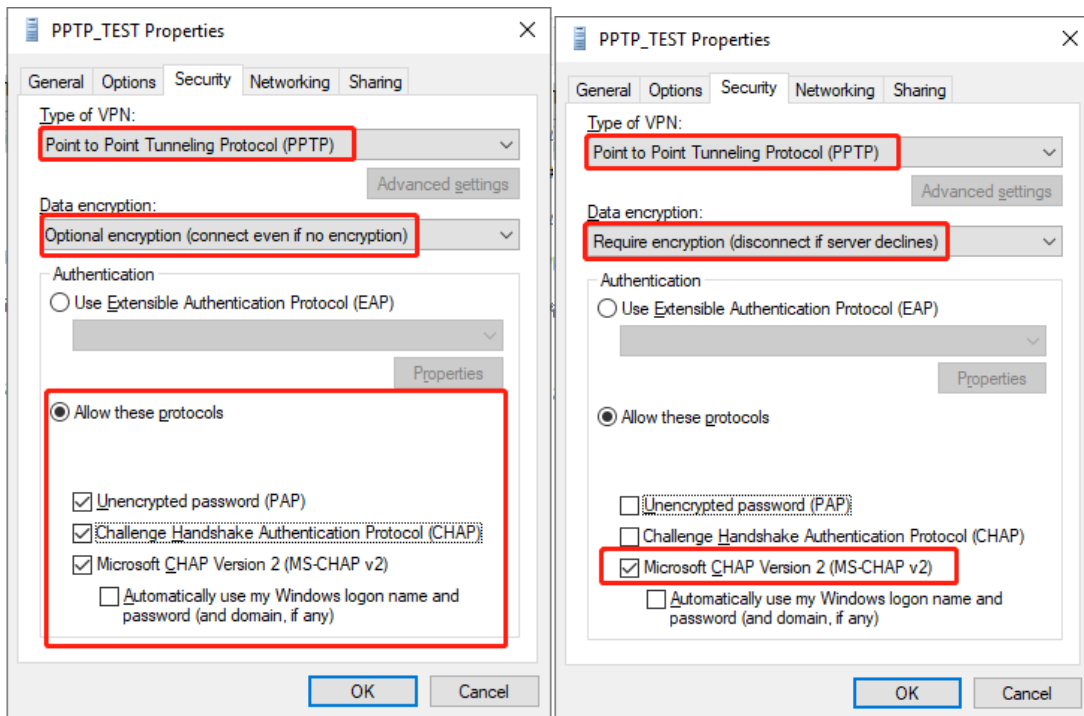 PPTP_TEST Properties
General Options Security Networking Sharing
Type of VPN:
Point to Point Tunneling Protocol (PPTP)
Advanced settings
Data encryption:
Optional encryption (connect even if no encryption)
Authentication
Use Extensible Authentication Protocol (EAP)
Properties
Allow these protocols
Unencrypted password (PAP)
Challenge Handshake Authentication Protocol (CHAP)
Microsoft CHAP Version 2 (MS-CHAP v2)
Automatically use my Windows logon name and
password (and domain, if any)
OK Cancel
PPTP_TEST Properties
General Options Security Networking Sharing
Type of VPN:
Point to Point Tunneling Protocol (PPTP)
Advanced settings
Data encryption:
Require encryption (disconnect if server declines)
Authentication
Use Extensible Authentication Protocol (EAP)
Properties
Allow these protocols
Unencrypted password (PAP)
Challenge Handshake Authentication Protocol (CHAP)
Microsoft CHAP Version 2 (MS-CHAP v2)
Automatically use my Windows logon name and
password (and domain, if any)
OK Cancel